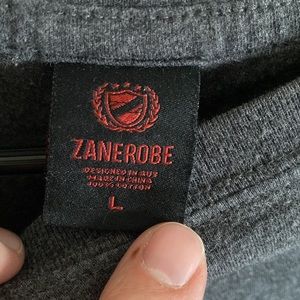 ZANEROBE
DESIGNED IN AUS
MADE IN CHINA
100% COTTON
L